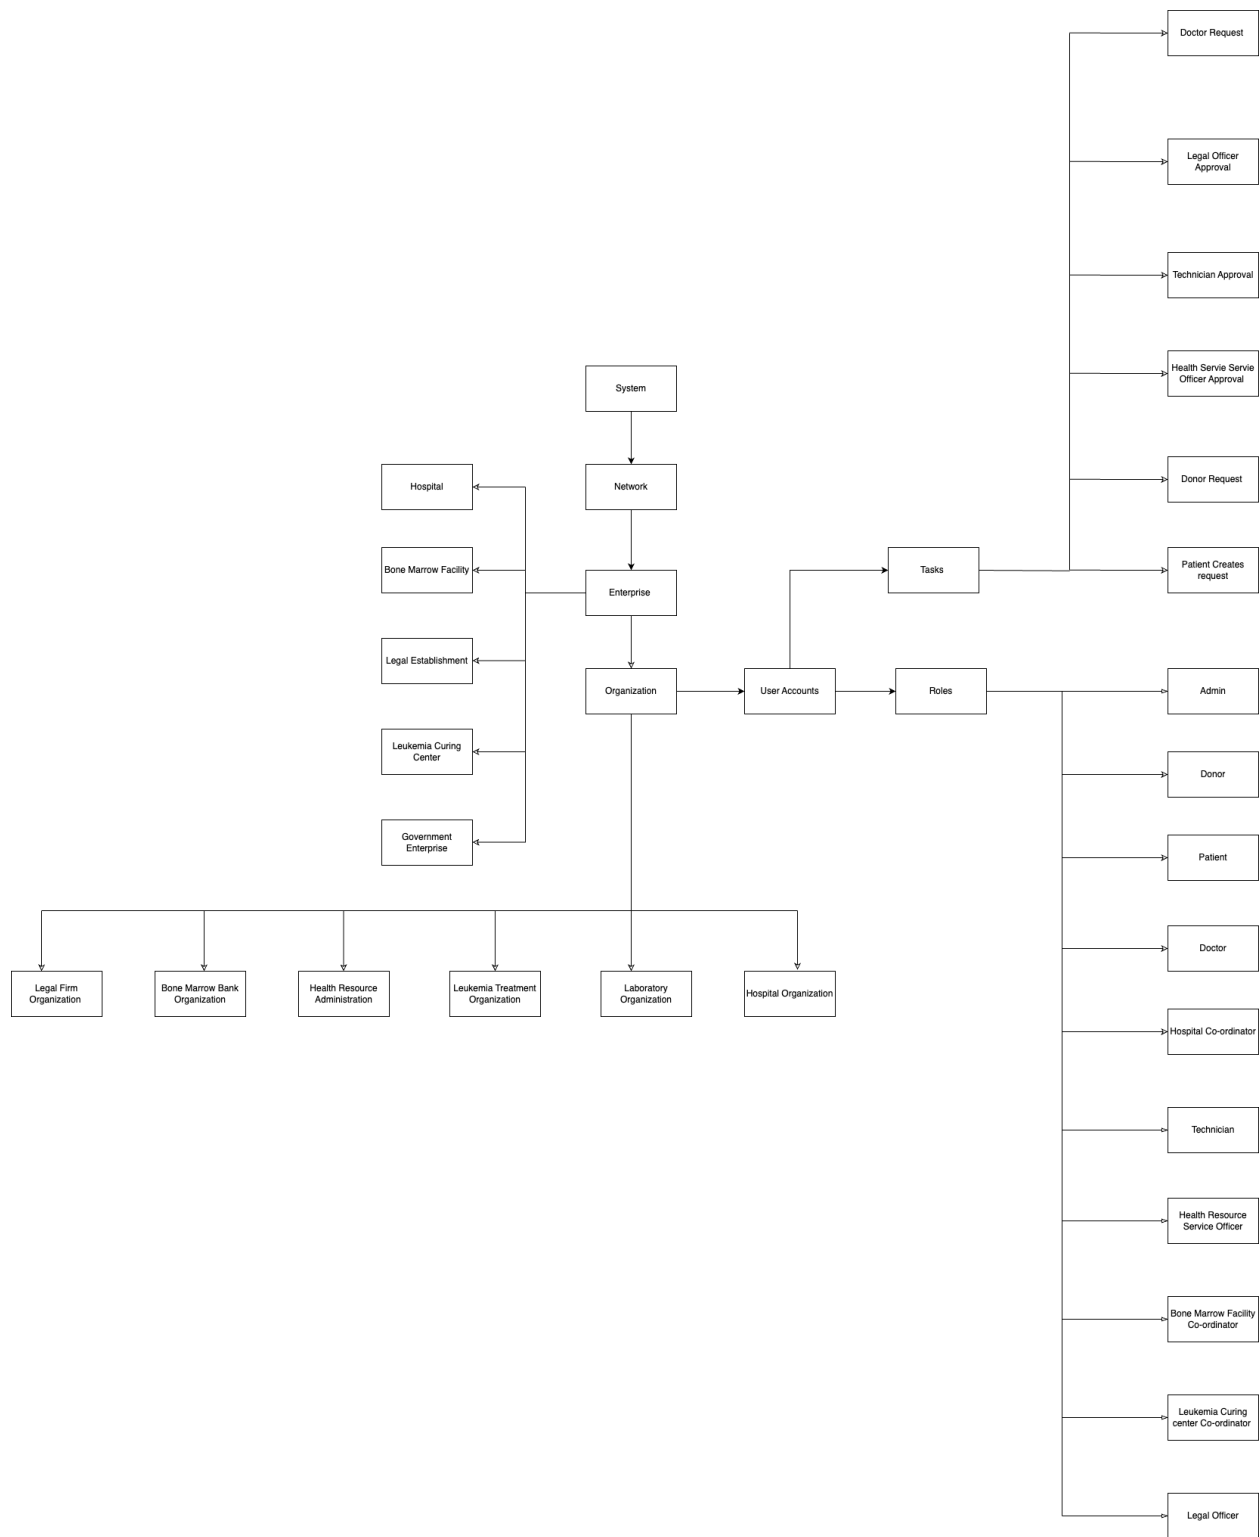 Doctor Request
Legal Officer
Approval
Technician Approval
Health Servie Servie
Officer Approval
System
Hospital
Network
Donor Request
Bone Marrow Facility
Enterprise
Tasks
Patient Creates
request
Legal Establishment
Organization
User Accounts
Roles
Admin
Leukemia Curing
Center
Donor
Government
Enterprise
Patient
Doctor
Legal Firm
Organization
Bone Marrow Bank
Organization
Health Resource
Administration
Leukemia Treatment
Organization
Laboratory
Organization
Hospital Organization
Hospital Co-ordinator
Technician
Health Resource
Service Officer
Bone Marrow Facility
Co-ordinator
Leukemia Curing
center Co-ordinator
Legal Officer